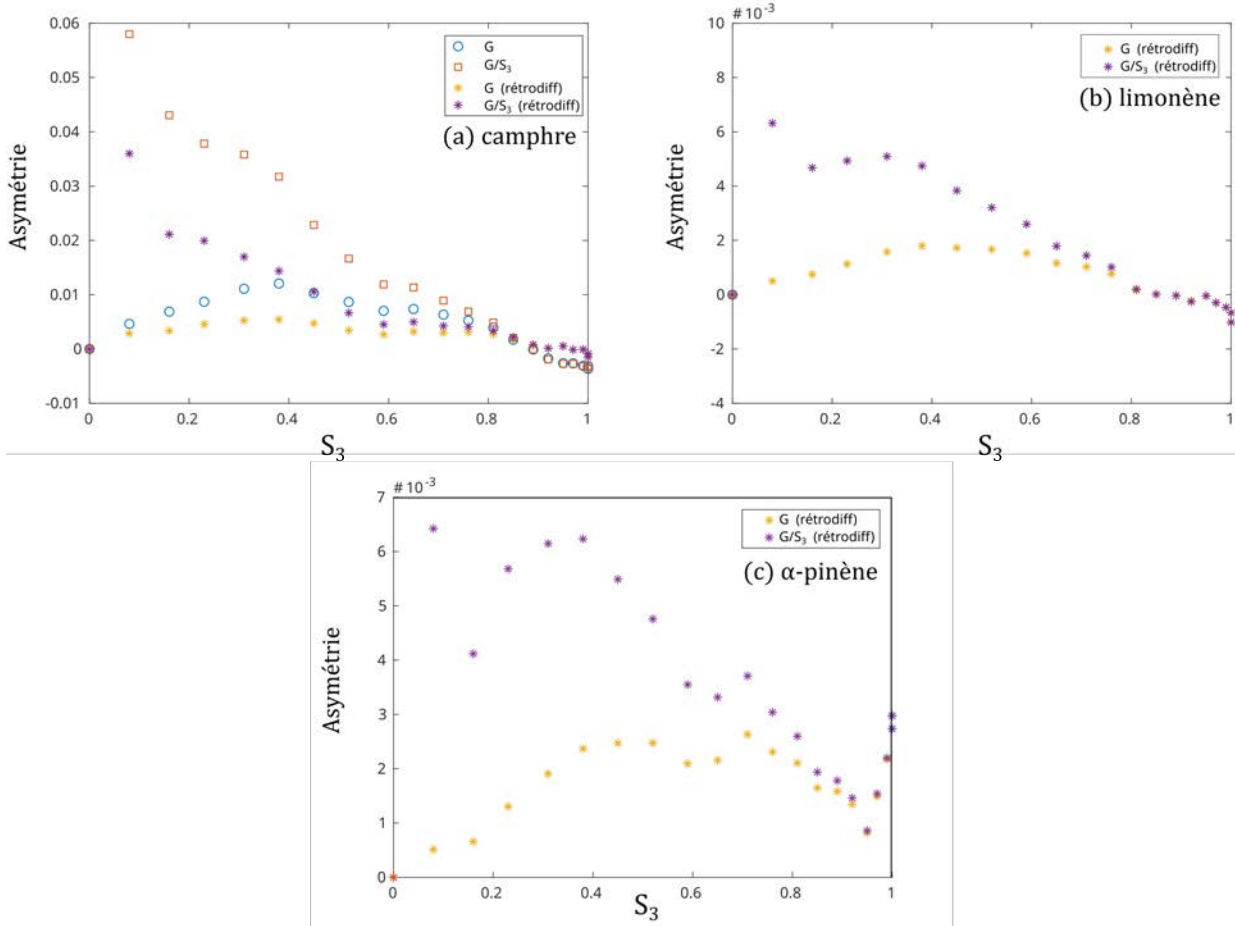 0.06
0.05
0.04
0.03
0.02
0.01
0
-0.01
Asymétrie
G
G/S₃
G (rétrodiff)
G/S₃ (rétrodiff)
(a) camphre
0 0.2 0.4 0.6 0.8 1
S₃
# 10⁻³
10
8
6
4
2
0
-2
-4
Asymétrie
G (rétrodiff)
G/S₃ (rétrodiff)
(b) limonène
0 0.2 0.4 0.6 0.8 1
S₃
# 10⁻³
7
6
5
4
3
2
1
0
Asymétrie
G (rétrodiff)
G/S₃ (rétrodiff)
(c) α-pinène
0 0.2 0.4 0.6 0.8 1
S₃